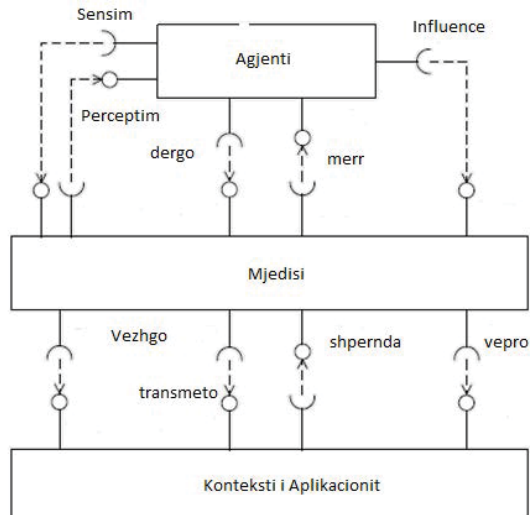 Sensim
Influence
Agjenti
Perceptim
dergo
merr
Mjedisi
Vezhgo
shpernda
vepro
transmeto
Konteksti i Aplikacionit